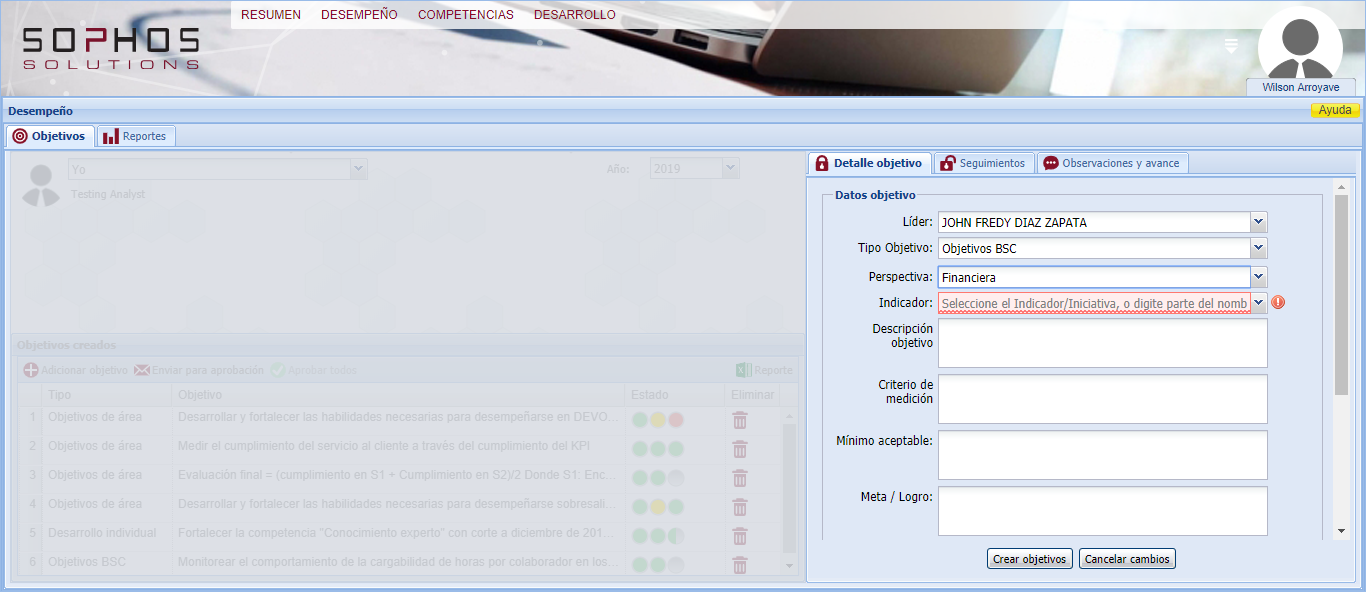 RESUMEN DESEMPEÑO COMPETENCIAS DESARROLLO
SOPHOS
SOLUTIONS
Wilson Arroyave
Desempeño
Ayuda
Objetivos Reportes
Yo
Año: 2019
Testing Analyst
Objetivos creados
Adicionar objetivo Enviar para aprobación Aprobar todos Reporte
Tipo Objetivo Estado Eliminar
1 Objetivos de área Desarrollar y fortalecer las habilidades necesarias para desempeñarse en DEVO...
2 Objetivos de área Medir el cumplimiento del servicio al cliente a través del cumplimiento del KPI
3 Objetivos de área Evaluación final = (cumplimiento en S1 + Cumplimiento en S2)/2 Donde S1: Enc...
4 Objetivos de área Desarrollar y fortalecer las habilidades necesarias para desempeñarse sobresali...
5 Desarrollo individual Fortalecer la competencia "Conocimiento experto" con corte a diciembre de 201...
6 Objetivos BSC Monitorear el comportamiento de la cargabilidad de horas por colaborador en los...
Detalle objetivo Seguimientos Observaciones y avance
Datos objetivo
Líder: JOHN FREDY DIAZ ZAPATA
Tipo Objetivo: Objetivos BSC
Perspectiva: Financiera
Indicador: Seleccione el Indicador/Iniciativa, o digite parte del nomb
Descripción
objetivo
Criterio de
medición
Mínimo aceptable:
Meta / Logro:
Crear objetivos Cancelar cambios